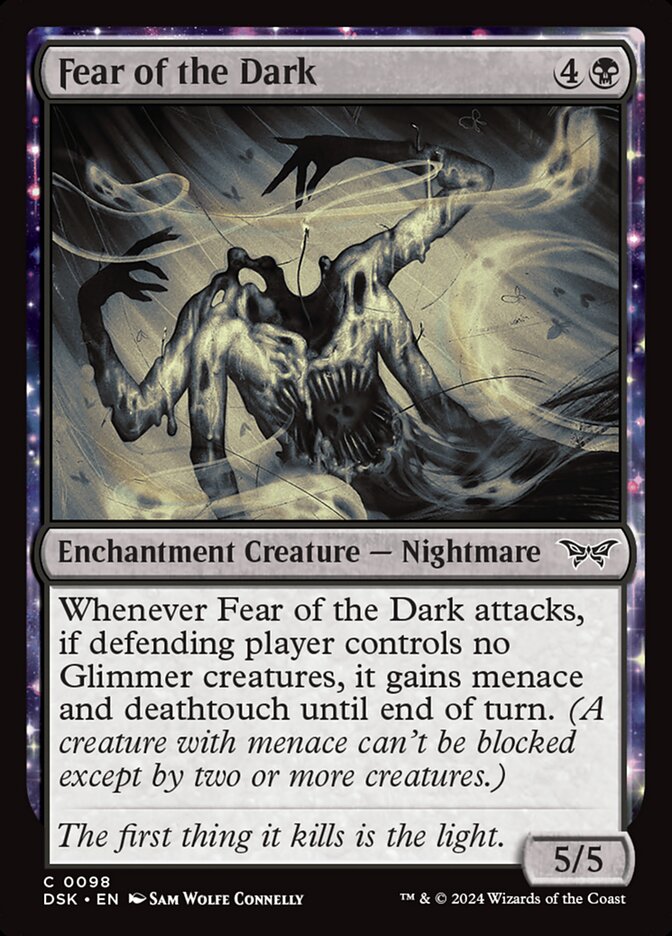 Fear of the Dark 4
Enchantment Creature — Nightmare
Whenever Fear of the Dark attacks,
if defending player controls no
Glimmer creatures, it gains menace
and deathtouch until end of turn. (A
creature with menace can't be blocked
except by two or more creatures.)
The first thing it kills is the light.
5/5
C 0098
DSK • EN Sam Wolfe Connelly
™ & © 2024 Wizards of the Coast